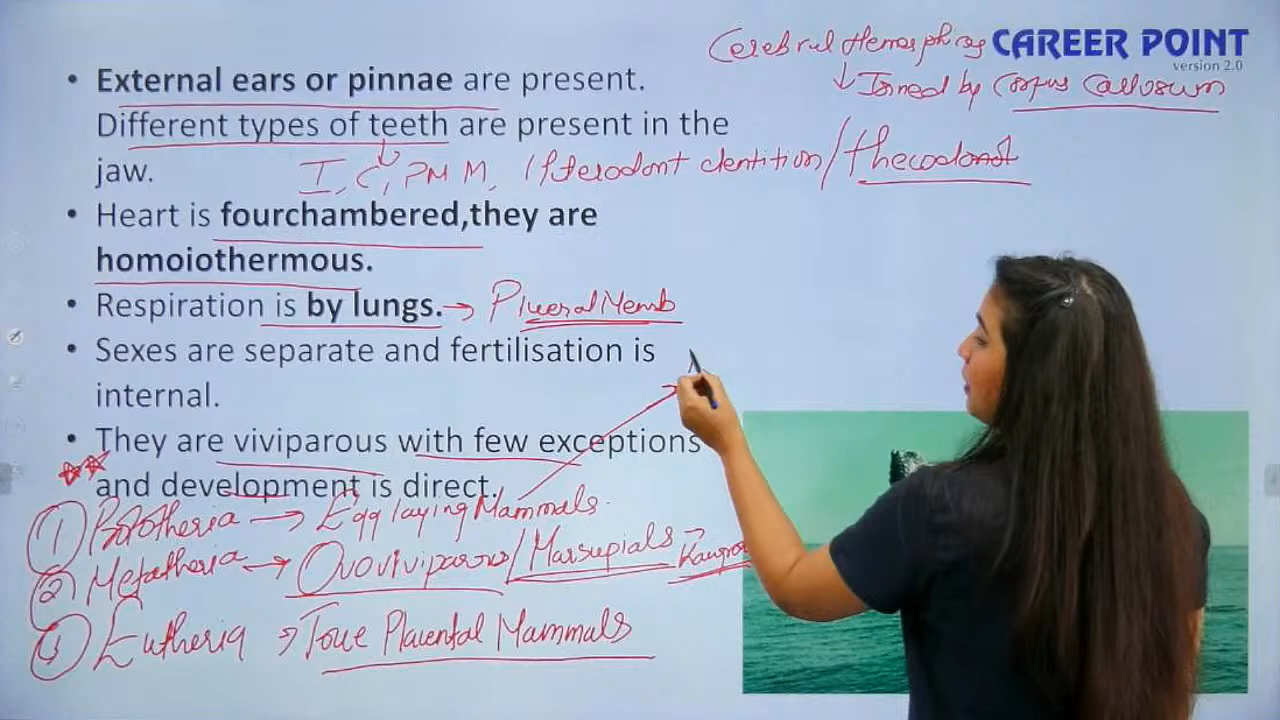 Cerebral Hemisphres
CAREER POINT
version 2.0
↓ Joined by Corpus Callosum
• External ears or pinnae are present.
Different types of teeth are present in the
jaw.
I, C, PM M, Heterodont dentition/thecodont
• Heart is fourchambered,they are
homoiothermous.
• Respiration is by lungs. → Plueral Memb
• Sexes are separate and fertilisation is
internal.
• They are viviparous with few exceptions
and development is direct.
① Prototheria → Egg laying Mammals.
② Metatheria → Ovoviviparous/Marsupials →
③ Eutheria → True Placental Mammals